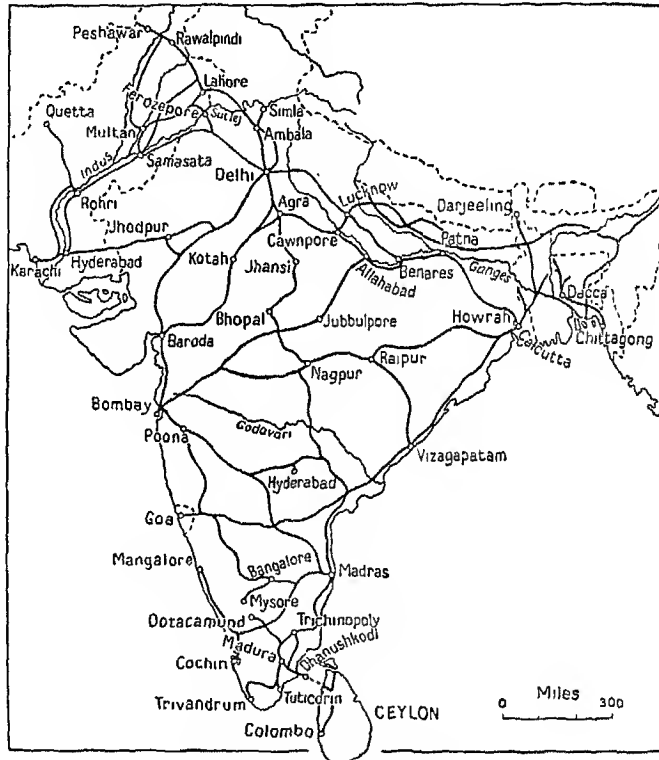 Peshawar
Rawalpindi
Lahore
Ferozepore
Sutlej
Simla
Quetta
Multan
Ambala
Indus
Samasata
Delhi
Rohri
Agra
Lucknow
Darjeeling
Jhodpur
Cawnpore
Patna
Karachi
Hyderabad
Kotah
Jhansi
Allahabad
Benares
Ganges
Dacca
Bhopal
Jubbulpore
Howrah
Calcutta
Chittagong
Baroda
Nagpur
Raipur
Bombay
Poona
Godavari
Vizagapatam
Hyderabad
Goa
Mangalore
Bangalore
Madras
Mysore
Ootacamund
Trichinopoly
Madura
Dhanushkodi
Cochin
Trivandrum
Tuticorin
CEYLON
Colombo
Miles
0 300